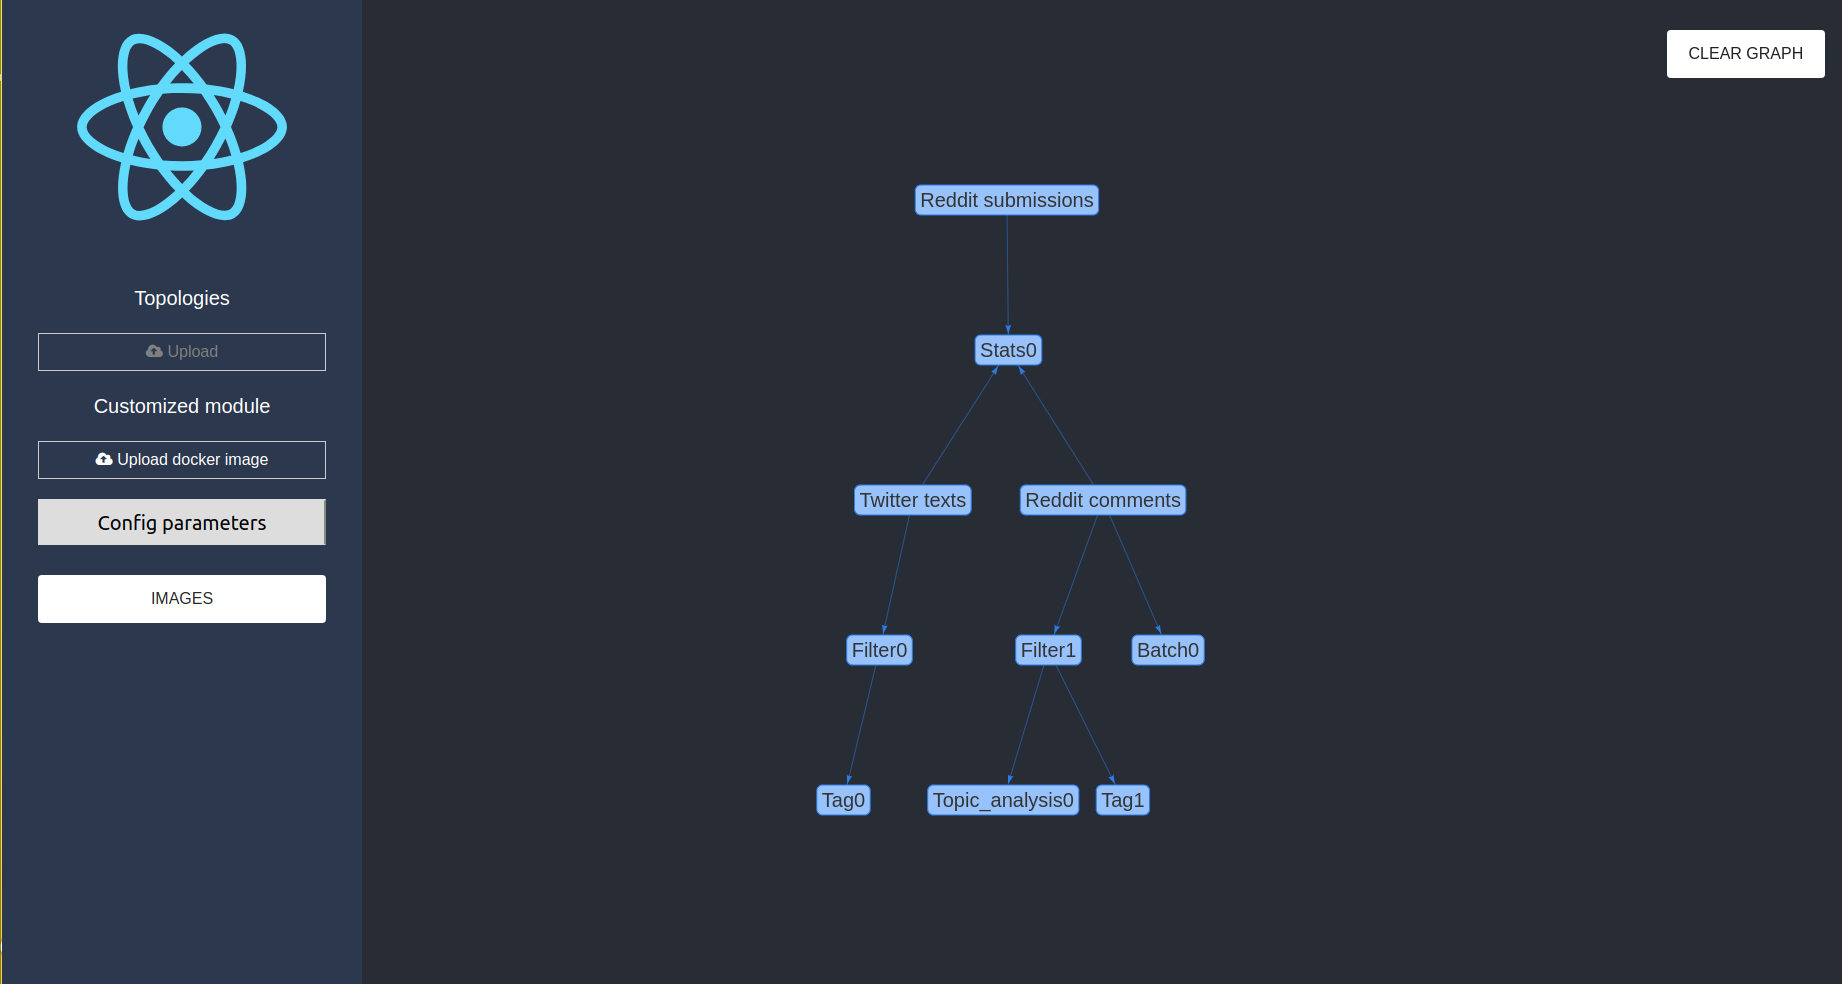 Topologies
Upload
Customized module
Upload docker image
Config parameters
IMAGES
CLEAR GRAPH
Reddit submissions
Stats0
Twitter texts
Reddit comments
Filter0
Filter1
Batch0
Tag0
Topic_analysis0
Tag1